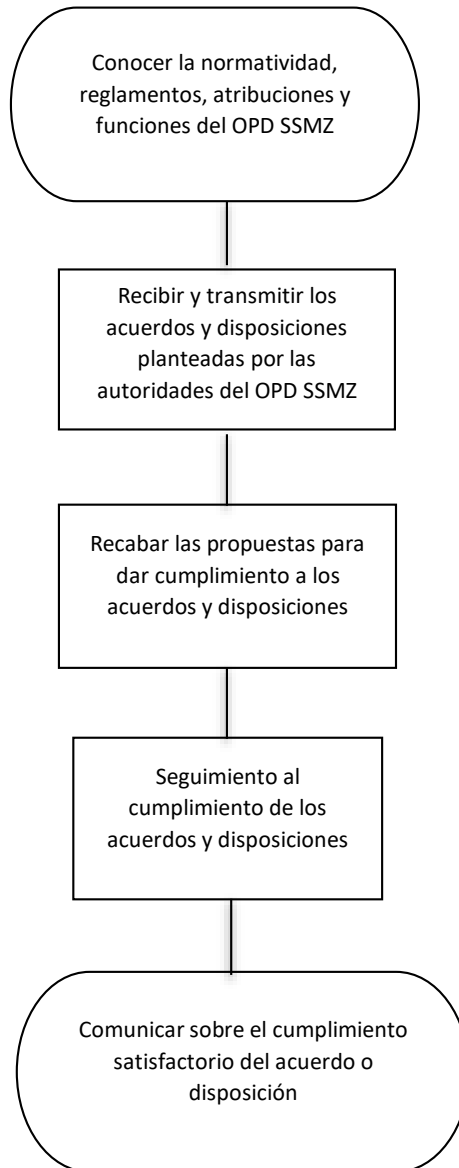 Conocer la normatividad,
reglamentos, atribuciones y
funciones del OPD SSMZ
Recibir y transmitir los
acuerdos y disposiciones
planteadas por las
autoridades del OPD SSMZ
Recabar las propuestas para
dar cumplimiento a los
acuerdos y disposiciones
Seguimiento al
cumplimiento de los
acuerdos y disposiciones
Comunicar sobre el cumplimiento
satisfactorio del acuerdo o
disposición